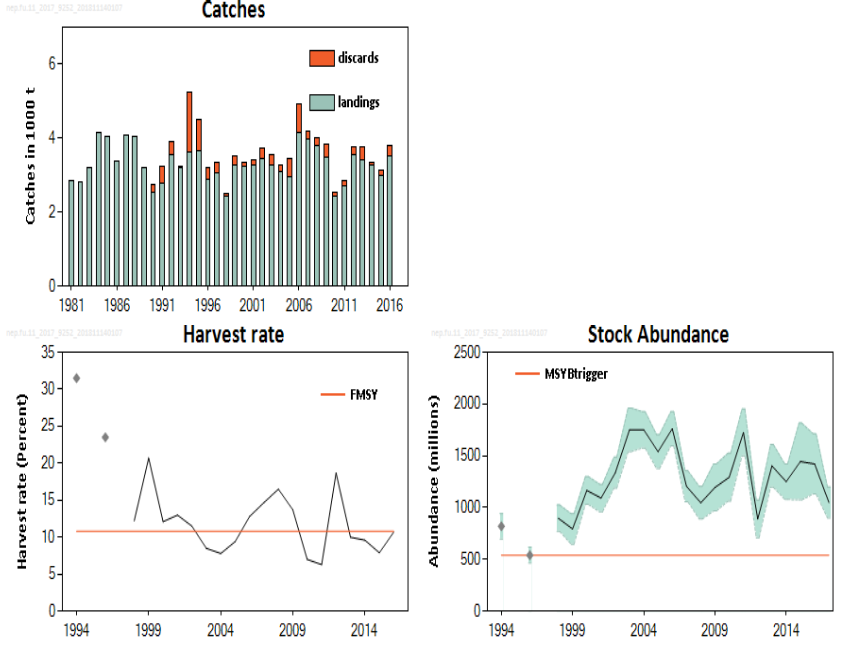 Catches
discards
landings
Catches in 1000 t
6
4
2
0
1981 1986 1991 1996 2001 2006 2011 2016
Harvest rate
FMSY
Harvest rate (Percent)
35
30
25
20
15
10
5
0
1994 1999 2004 2009 2014
Stock Abundance
MSYBtrigger
Abundance (millions)
2500
2000
1500
1000
500
0
1994 1999 2004 2009 2014